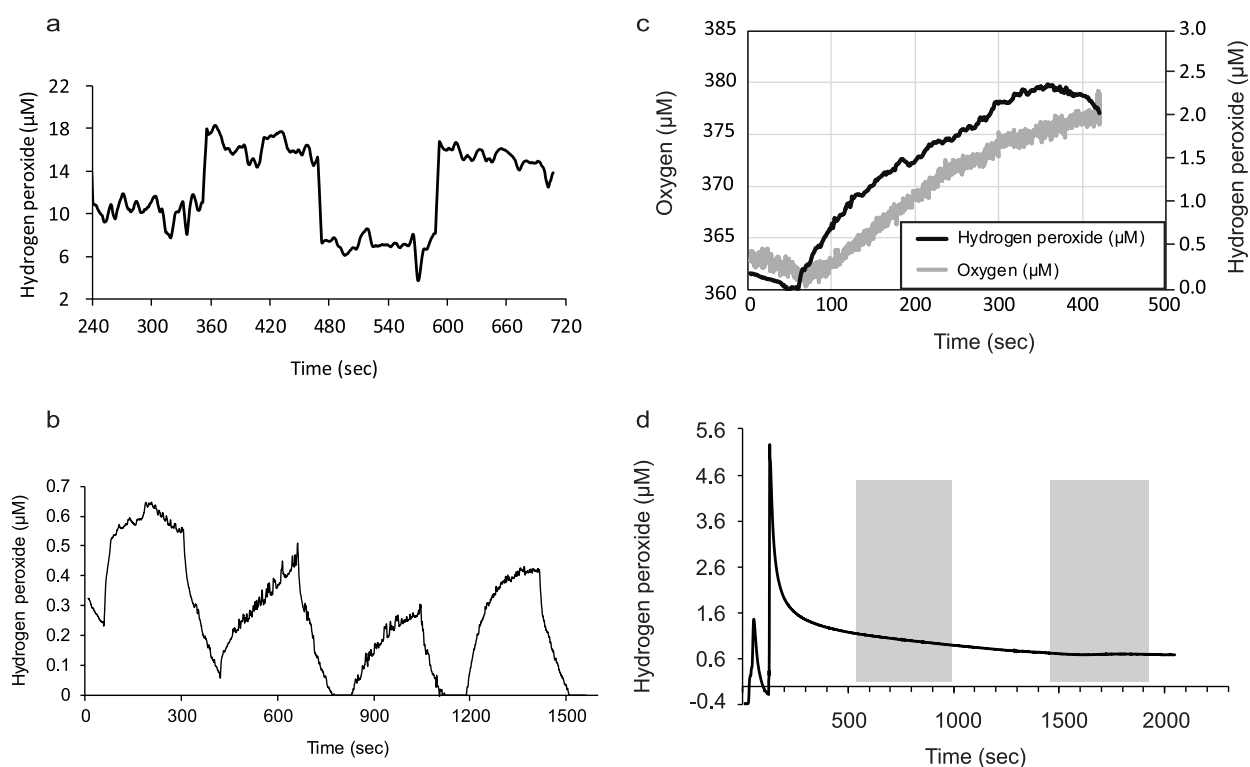 a
Hydrogen peroxide (µM)
22
18
14
10
6
2
240 300 360 420 480 540 600 660 720
Time (sec)
c
Oxygen (µM)
385
380
375
370
365
360
3.0
2.5
2.0
1.5
1.0
0.5
0.0
Hydrogen peroxide (µM)
Hydrogen peroxide (µM)
Oxygen (µM)
0 100 200 300 400 500
Time (sec)
b
Hydrogen peroxide (µM)
0.7
0.6
0.5
0.4
0.3
0.2
0.1
0
0 300 600 900 1200 1500
Time (sec)
d
Hydrogen peroxide (µM)
5.6
4.6
3.6
2.6
1.6
0.6
-0.4
500 1000 1500 2000
Time (sec)